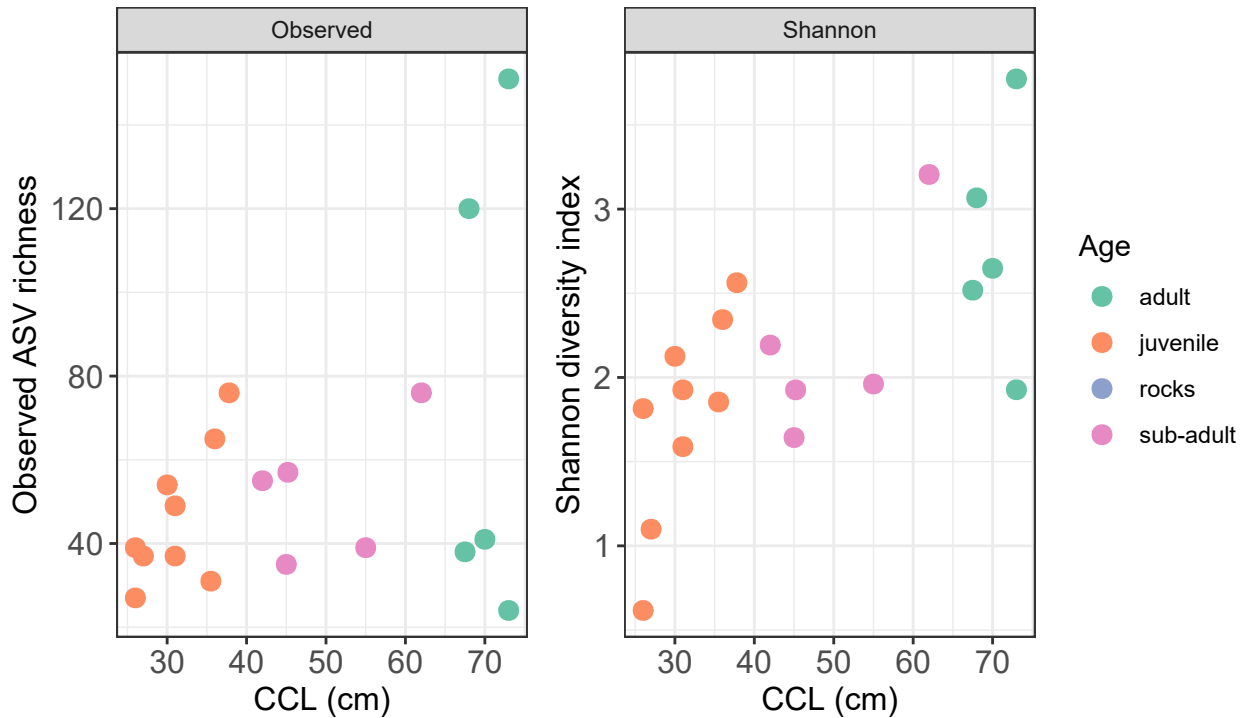 Observed
Shannon
Observed ASV richness
120
80
40
30 40 50 60 70
CCL (cm)
Shannon diversity index
3
2
1
30 40 50 60 70
CCL (cm)
Age
adult
juvenile
rocks
sub-adult